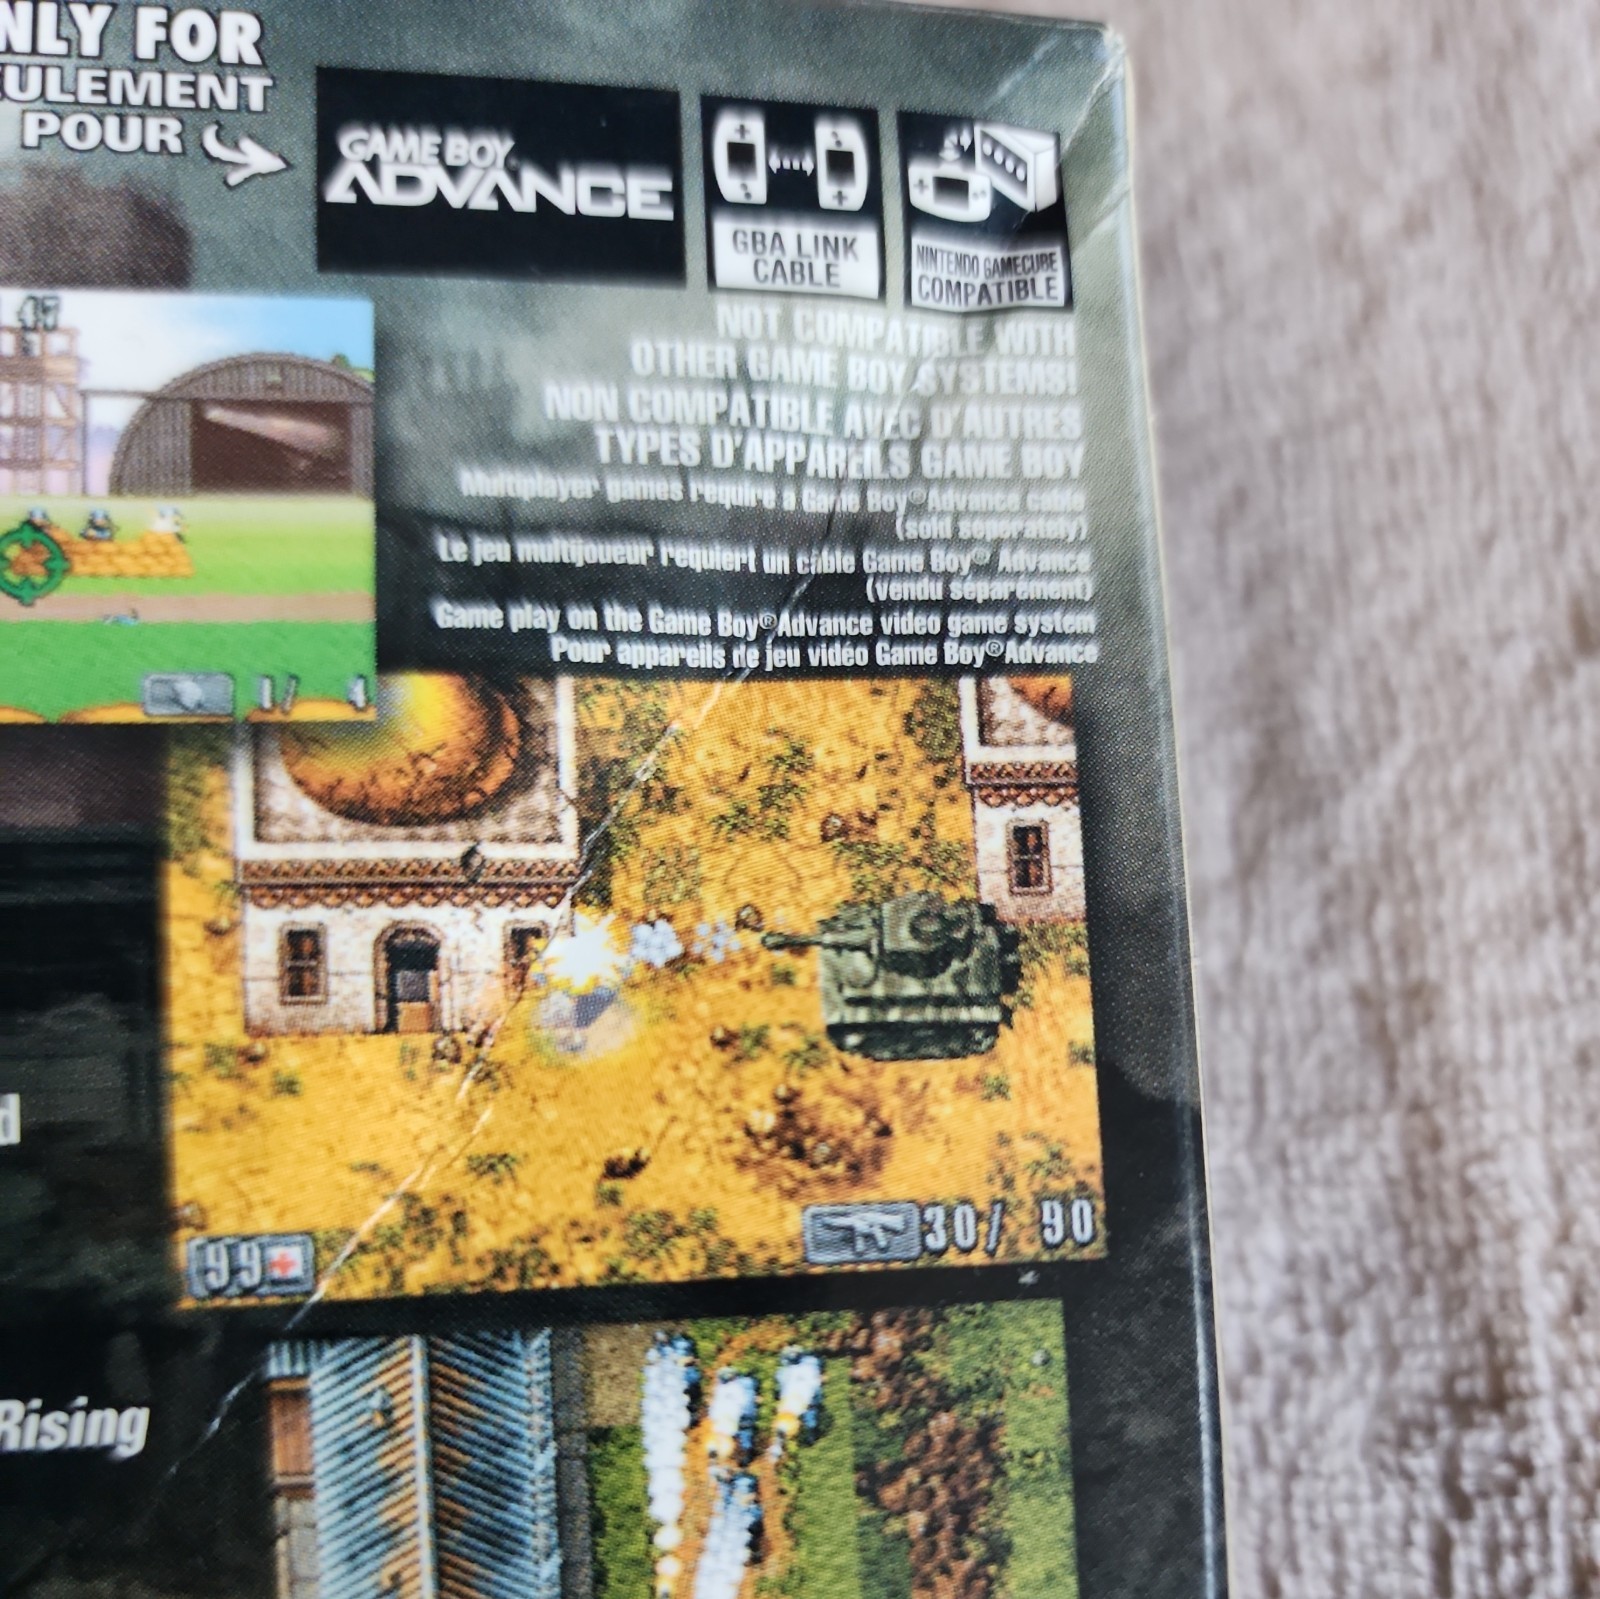 NLY FOR
EULEMENT
POUR
GAME BOY
ADVANCE
GBA LINK
CABLE
NINTENDO GAMECUBE
COMPATIBLE
NOT COMPATIBLE WITH
OTHER GAME BOY SYSTEMS!
NON COMPATIBLE AVEC D'AUTRES
TYPES D'APPAREILS GAME BOY
Multiplayer games require a Game Boy® Advance cable
(sold seperately)
Le jeu multijoueur requiert un câble Game Boy® Advance
(vendu séparément)
Game play on the Game Boy® Advance video game system
Pour appareils de jeu vidéo Game Boy® Advance
47
1/ 4
99
30/ 90
d
Rising